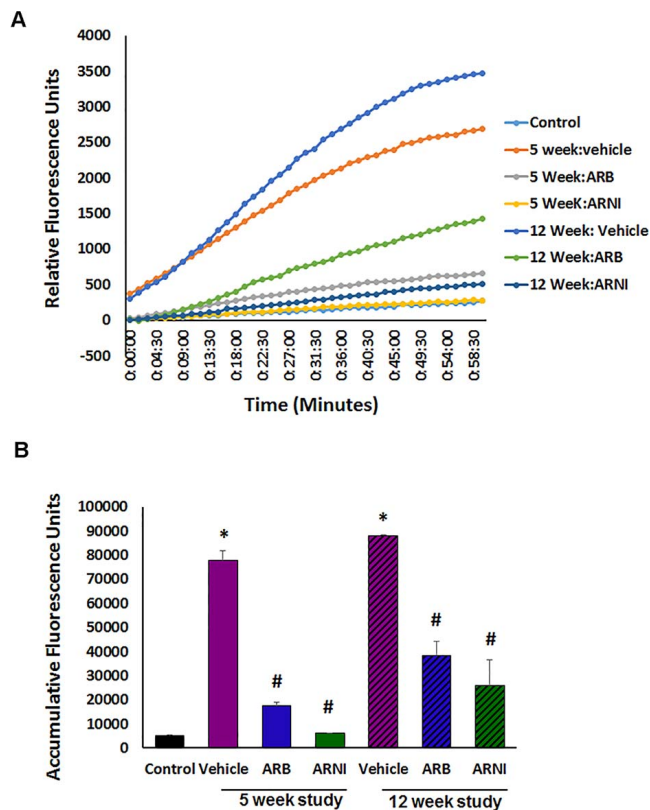 A
Relative Fluorescence Units
4000
3500
3000
2500
2000
1500
1000
500
0
-500
0:00:00
0:04:30
0:09:00
0:13:30
0:18:00
0:22:30
0:27:00
0:31:30
0:36:00
0:40:30
0:45:00
0:49:30
0:54:00
0:58:30
Time (Minutes)
Control
5 week:vehicle
5 Week:ARB
5 WeeK:ARNI
12 Week: Vehicle
12 Week:ARB
12 Week:ARNI
B
Accumulative Fluorescence Units
100000
90000
80000
70000
60000
50000
40000
30000
20000
10000
0
* # # * # #
Control Vehicle ARB ARNI Vehicle ARB ARNI
5 week study 12 week study